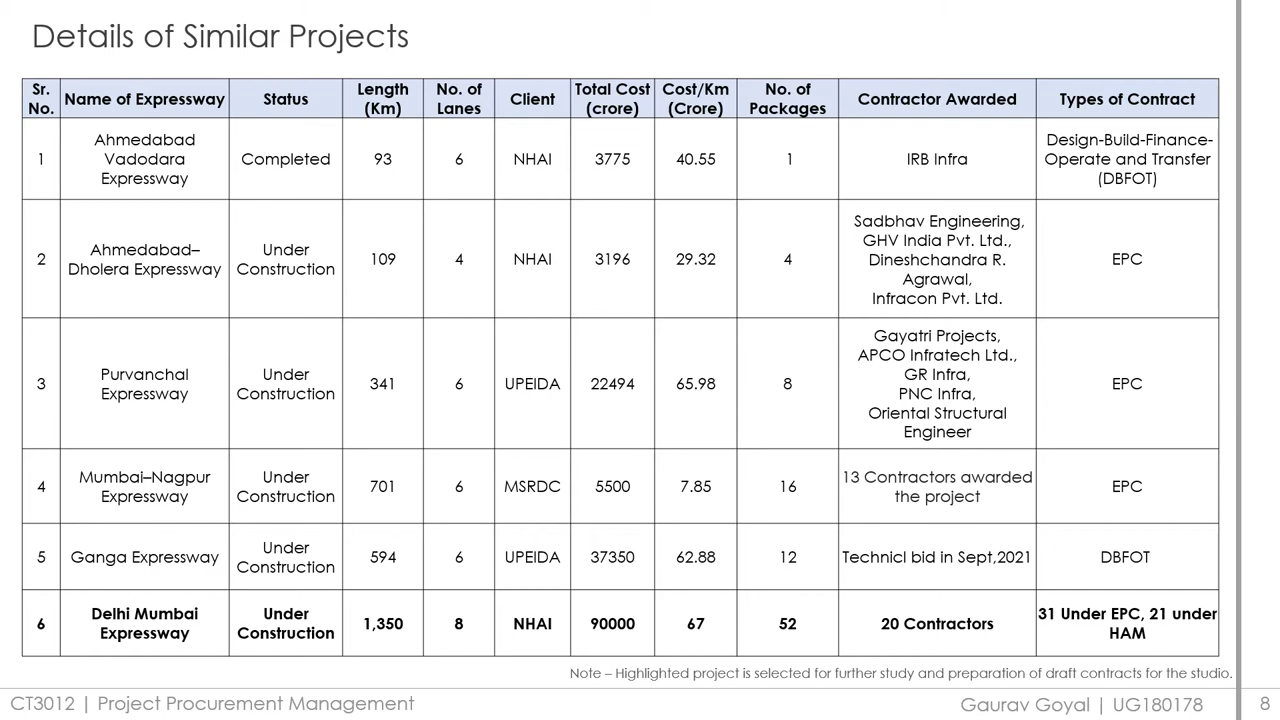 Details of Similar Projects
Sr. No. Name of Expressway Status Length (Km) No. of Lanes Client Total Cost (crore) Cost/Km (Crore) No. of Packages Contractor Awarded Types of Contract
1
Ahmedabad
Vadodara
Expressway
Completed
93
6
NHAI
3775
40.55
1
IRB Infra
Design-Build-Finance-
Operate and Transfer
(DBFOT)
2
Ahmedabad–
Dholera Expressway
Under
Construction
109
4
NHAI
3196
29.32
4
Sadbhav Engineering,
GHV India Pvt. Ltd.,
Dineshchandra R.
Agrawal,
Infracon Pvt. Ltd.
EPC
3
Purvanchal
Expressway
Under
Construction
341
6
UPEIDA
22494
65.98
8
Gayatri Projects,
APCO Infratech Ltd.,
GR Infra,
PNC Infra,
Oriental Structural
Engineer
EPC
4
Mumbai–Nagpur
Expressway
Under
Construction
701
6
MSRDC
5500
7.85
16
13 Contractors awarded
the project
EPC
5
Ganga Expressway
Under
Construction
594
6
UPEIDA
37350
62.88
12
Technicl bid in Sept,2021
DBFOT
6
Delhi Mumbai
Expressway
Under
Construction
1,350
8
NHAI
90000
67
52
20 Contractors
31 Under EPC, 21 under
HAM
Note – Highlighted project is selected for further study and preparation of draft contracts for the studio.
CT3012 | Project Procurement Management
Gaurav Goyal | UG180178
8